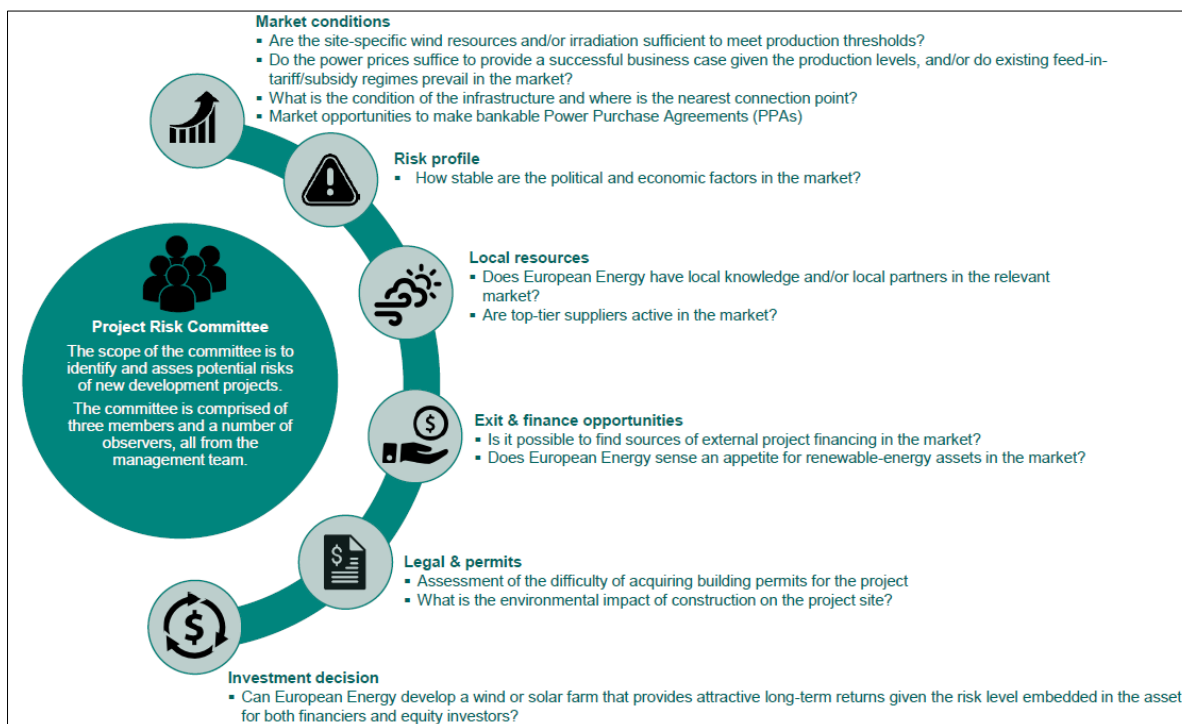 Market conditions
▪ Are the site-specific wind resources and/or irradiation sufficient to meet production thresholds?
▪ Do the power prices suffice to provide a successful business case given the production levels, and/or do existing feed-in-
tariff/subsidy regimes prevail in the market?
▪ What is the condition of the infrastructure and where is the nearest connection point?
▪ Market opportunities to make bankable Power Purchase Agreements (PPAs)
Risk profile
▪ How stable are the political and economic factors in the market?
Local resources
▪ Does European Energy have local knowledge and/or local partners in the relevant
market?
▪ Are top-tier suppliers active in the market?
Project Risk Committee
The scope of the committee is to
identify and asses potential risks
of new development projects.
The committee is comprised of
three members and a number of
observers, all from the
management team.
Exit & finance opportunities
▪ Is it possible to find sources of external project financing in the market?
▪ Does European Energy sense an appetite for renewable-energy assets in the market?
Legal & permits
▪ Assessment of the difficulty of acquiring building permits for the project
▪ What is the environmental impact of construction on the project site?
Investment decision
▪ Can European Energy develop a wind or solar farm that provides attractive long-term returns given the risk level embedded in the asset
for both financiers and equity investors?